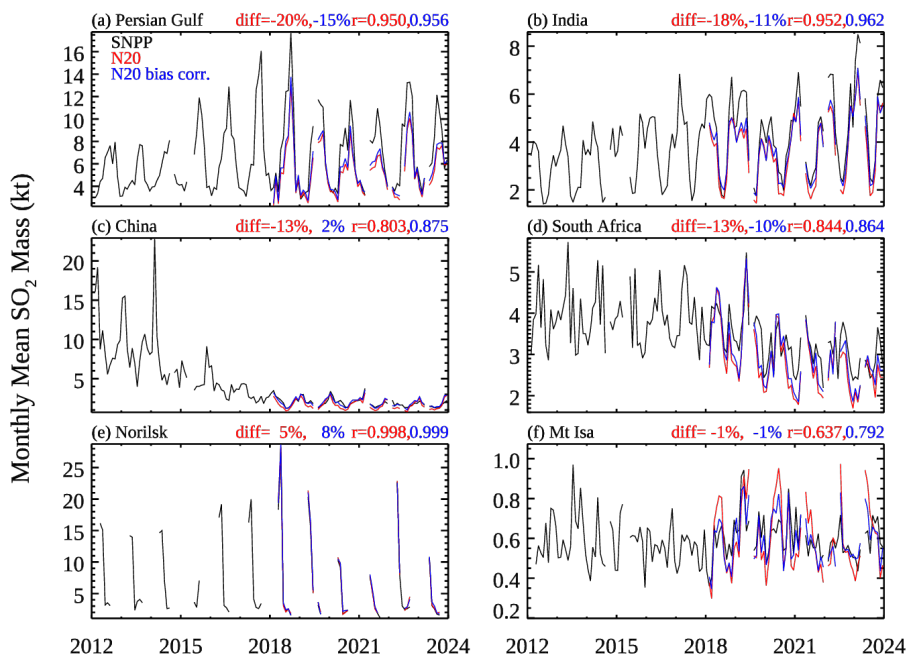 (a) Persian Gulf diff=-20%,-15% r=0.950,0.956
SNPP
N20
N20 bias corr.
16
14
12
10
8
6
4
(b) India diff=-18%,-11% r=0.952,0.962
8
6
4
2
(c) China diff=-13%, 2% r=0.803,0.875
20
15
10
5
(d) South Africa diff=-13%,-10% r=0.844,0.864
5
4
3
2
(e) Norilsk diff= 5%, 8% r=0.998,0.999
25
20
15
10
5
(f) Mt Isa diff= -1%, -1% r=0.637,0.792
1.0
0.8
0.6
0.4
0.2
2012 2015 2018 2021 2024
2012 2015 2018 2021 2024
Monthly Mean SO2 Mass (kt)